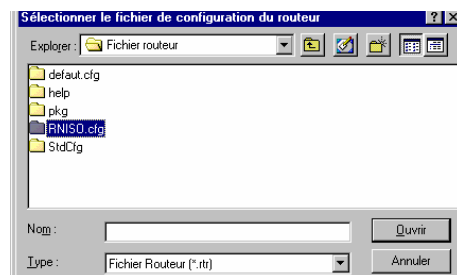 Sélectionner le fichier de configuration du routeur
Explorer : Fichier routeur
defaut.cfg
help
pkg
RNISO.cfg
StdCfg
Nom : Ouvrir
Type : Fichier Routeur (*.rtr) Annuler